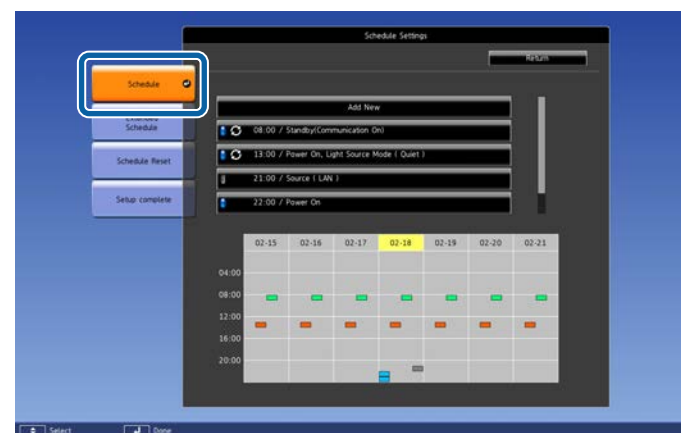 Schedule Settings
Return
Schedule
Extended
Schedule
Schedule Reset
Setup complete
Add New
08:00 / Standby(Communication On)
13:00 / Power On, Light Source Mode ( Quiet )
21:00 / Source ( LAN )
22:00 / Power On
02-15 02-16 02-17 02-18 02-19 02-20 02-21
04:00
08:00
12:00
16:00
20:00
Select Done